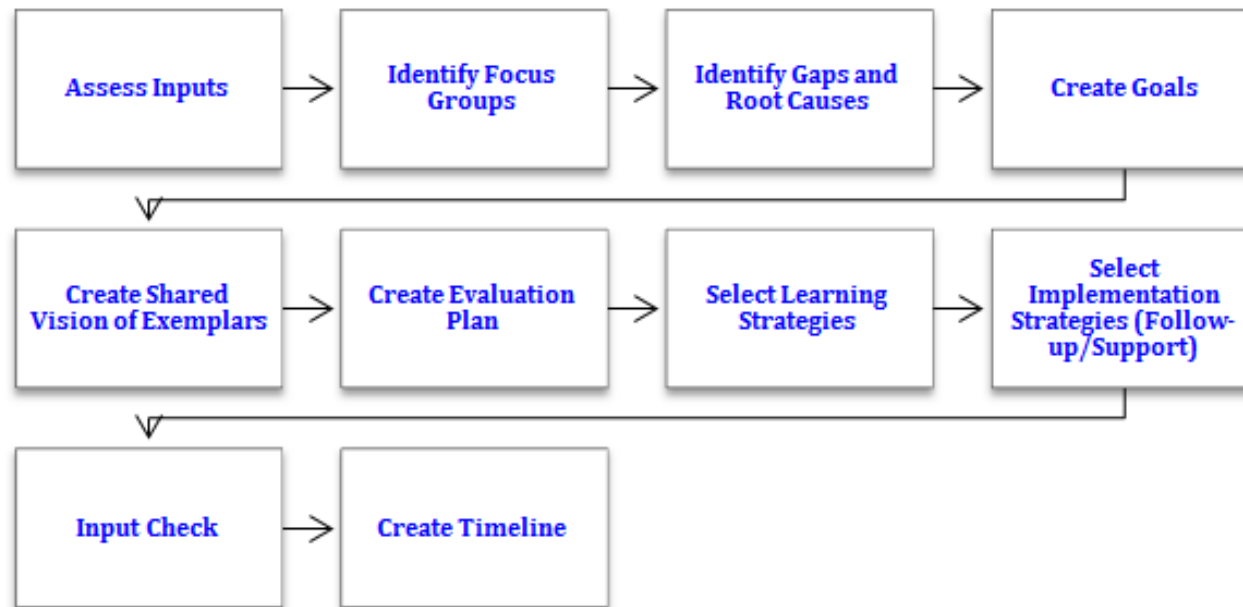 Assess Inputs
Identify Focus
Groups
Identify Gaps and
Root Causes
Create Goals
Create Shared
Vision of Exemplars
Create Evaluation
Plan
Select Learning
Strategies
Select
Implementation
Strategies (Follow-
up/Support)
Input Check
Create Timeline